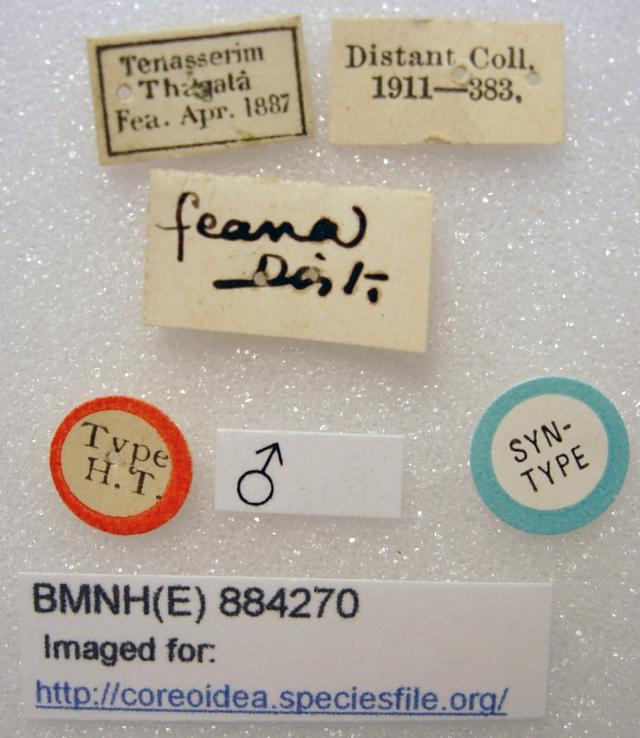 Tenasserim
Thagatà
Fea. Apr. 1887
Distant Coll.
1911—383.
feana
Dist.
Type
H. T.
♂
SYN-
TYPE
BMNH(E) 884270
Imaged for:
http://coreoidea.speciesfile.org/